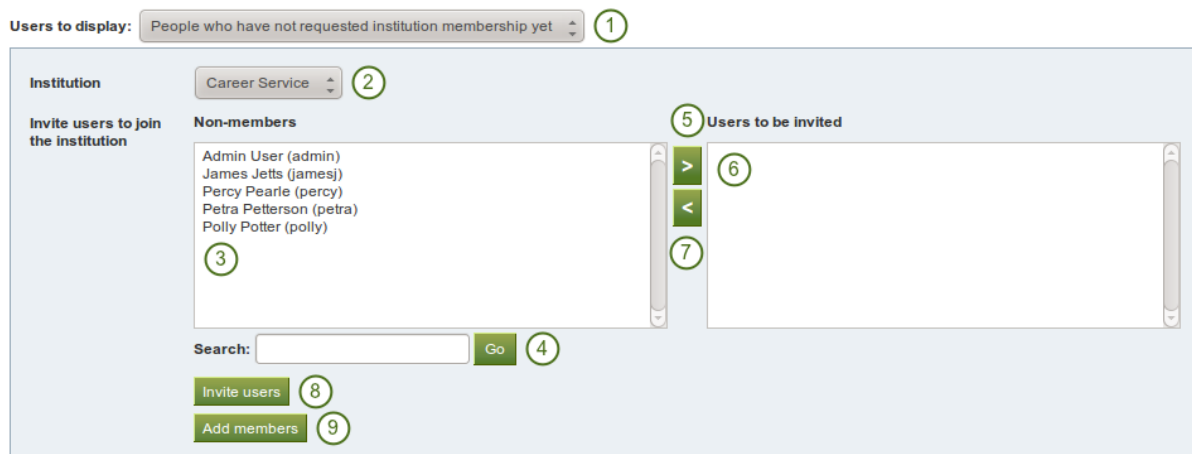 Users to display: People who have not requested institution membership yet 1
Institution Career Service 2
Invite users to join
the institution
Non-members 5 Users to be invited
Admin User (admin)
James Jetts (jamesj)
Percy Pearle (percy)
Petra Petterson (petra)
Polly Potter (polly)
3
> 6
<
7
Search: Go 4
Invite users 8
Add members 9